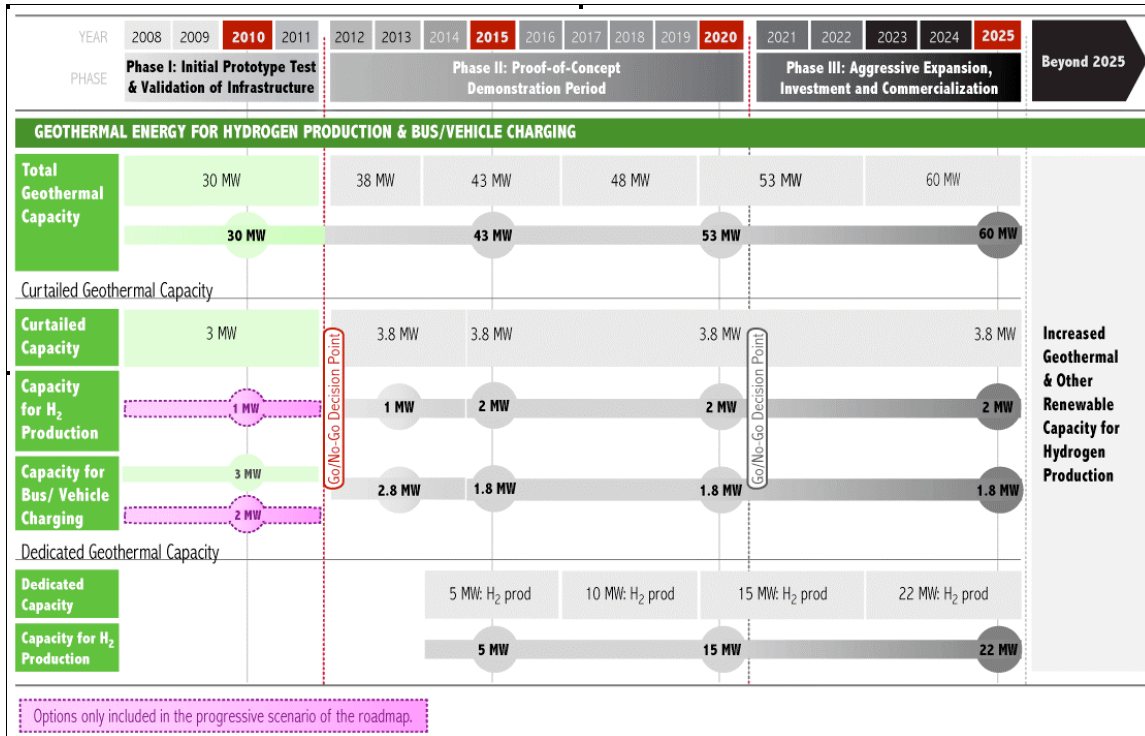 YEAR 2008 2009 2010 2011 2012 2013 2014 2015 2016 2017 2018 2019 2020 2021 2022 2023 2024 2025
PHASE
Phase I: Initial Prototype Test
& Validation of Infrastructure
Phase II: Proof-of-Concept
Demonstration Period
Phase III: Aggressive Expansion,
Investment and Commercialization
Beyond 2025
GEOTHERMAL ENERGY FOR HYDROGEN PRODUCTION & BUS/VEHICLE CHARGING
Total
Geothermal
Capacity
30 MW 38 MW 43 MW 48 MW 53 MW 60 MW
30 MW 43 MW 53 MW 60 MW
Curtailed Geothermal Capacity
Curtailed
Capacity
3 MW 3.8 MW 3.8 MW 3.8 MW 3.8 MW
Capacity
for H2
Production
1 MW 1 MW 2 MW 2 MW 2 MW
Capacity for
Bus/ Vehicle
Charging
3 MW
2 MW
2.8 MW 1.8 MW 1.8 MW 1.8 MW
Go/No-Go Decision Point
Go/No-Go Decision Point
Increased
Geothermal
& Other
Renewable
Capacity for
Hydrogen
Production
Dedicated Geothermal Capacity
Dedicated
Capacity
5 MW: H2 prod 10 MW: H2 prod 15 MW: H2 prod 22 MW: H2 prod
Capacity for H2
Production
5 MW 15 MW 22 MW
Options only included in the progressive scenario of the roadmap.